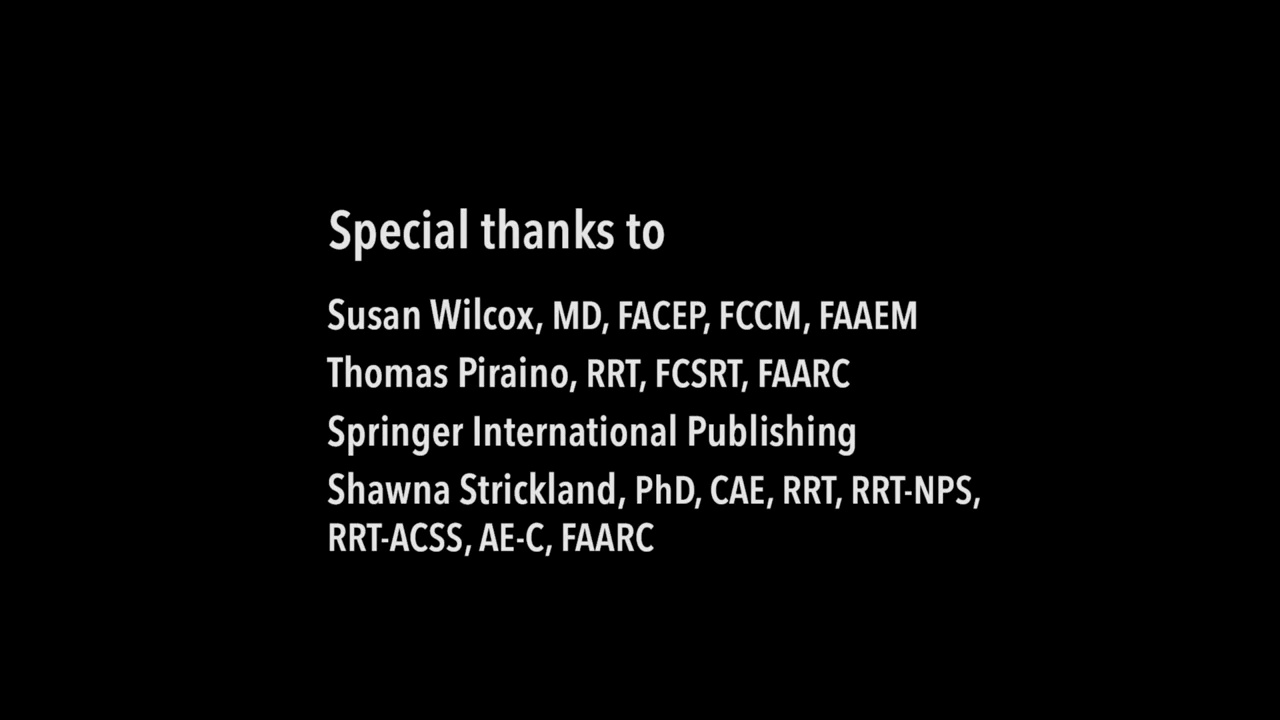 Special thanks to
Susan Wilcox, MD, FACEP, FCCM, FAAEM
Thomas Piraino, RRT, FCSRT, FAARC
Springer International Publishing
Shawna Strickland, PhD, CAE, RRT, RRT-NPS,
RRT-ACSS, AE-C, FAARC